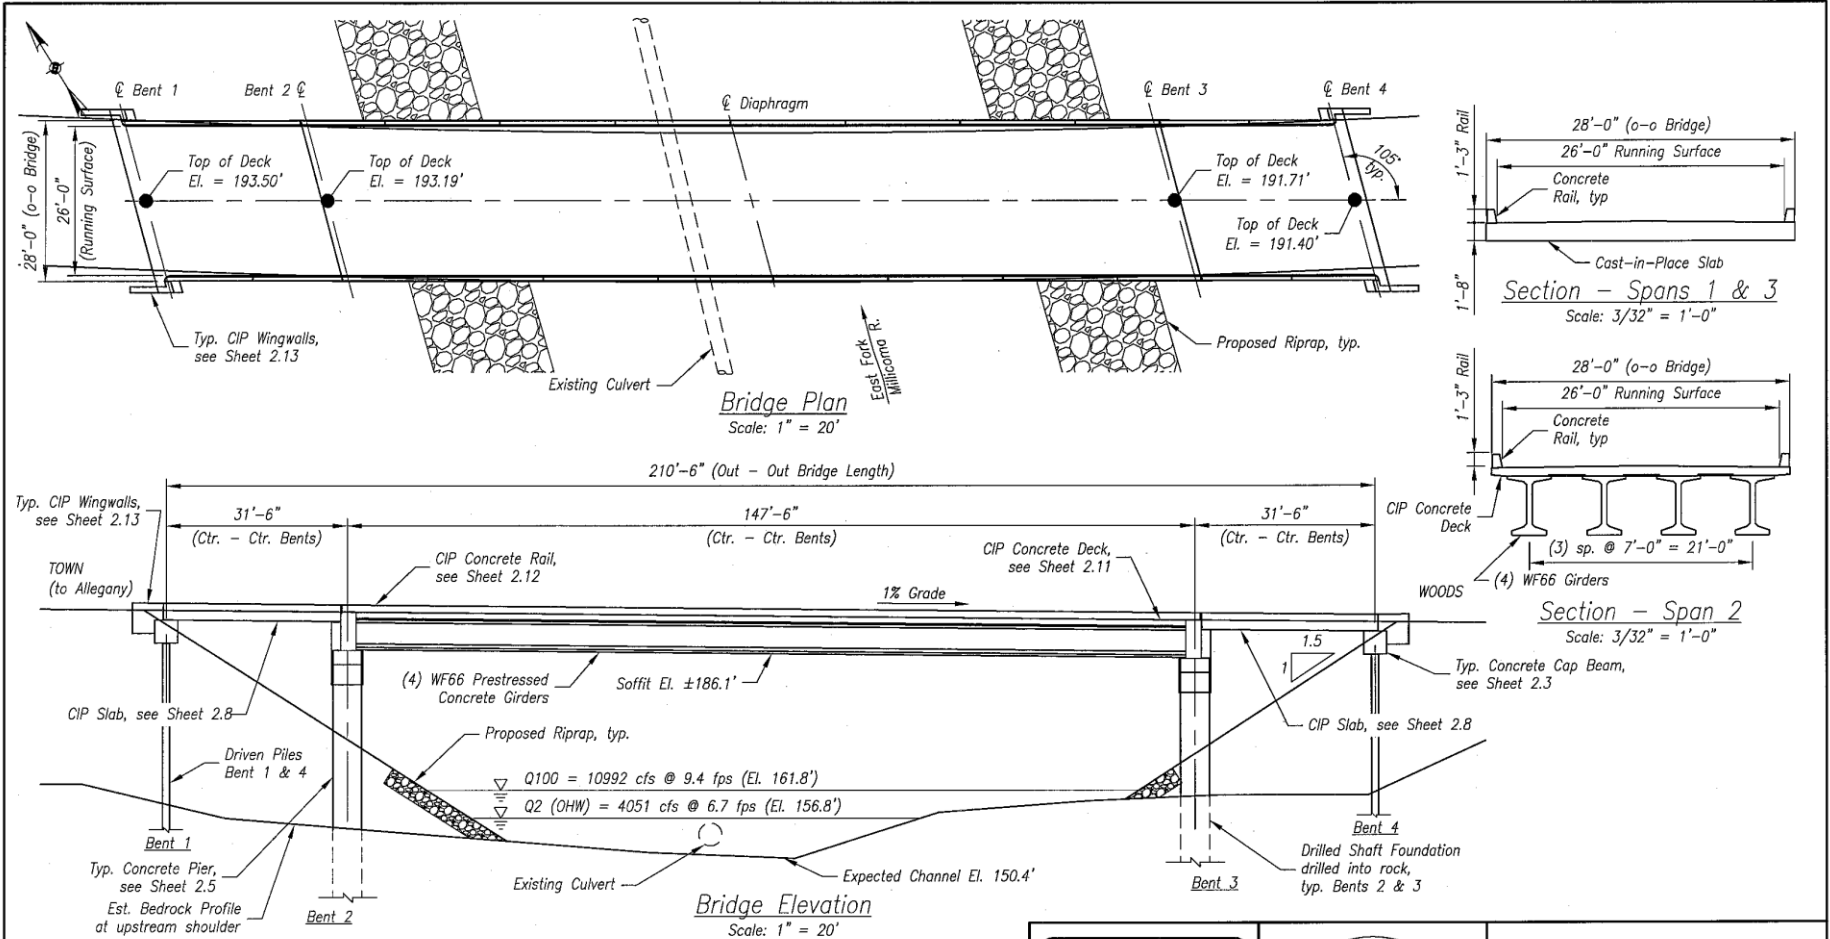 ℄ Bent 1
Bent 2 ℄
℄ Diaphragm
℄ Bent 3
℄ Bent 4
28'-0" (o-o Bridge)
26'-0"
(Running Surface)
Top of Deck
El. = 193.50'
Top of Deck
El. = 193.19'
Top of Deck
El. = 191.71'
Top of Deck
El. = 191.40'
105°
typ.
Typ. CIP Wingwalls,
see Sheet 2.13
Existing Culvert
East Fork
Millicoma R.
Proposed Riprap, typ.
Bridge Plan
Scale: 1" = 20'
1'-3" Rail
28'-0" (o-o Bridge)
26'-0" Running Surface
Concrete
Rail, typ
Cast-in-Place Slab
1'-8"
Section - Spans 1 & 3
Scale: 3/32" = 1'-0"
1'-3" Rail
28'-0" (o-o Bridge)
26'-0" Running Surface
Concrete
Rail, typ
CIP Concrete
Deck
(3) sp. @ 7'-0" = 21'-0"
(4) WF66 Girders
Section - Span 2
Scale: 3/32" = 1'-0"
210'-6" (Out - Out Bridge Length)
Typ. CIP Wingwalls,
see Sheet 2.13
31'-6"
(Ctr. - Ctr. Bents)
147'-6"
(Ctr. - Ctr. Bents)
31'-6"
(Ctr. - Ctr. Bents)
TOWN
(to Allegany)
CIP Concrete Rail,
see Sheet 2.12
CIP Concrete Deck,
see Sheet 2.11
1% Grade
WOODS
1.5
1
(4) WF66 Prestressed
Concrete Girders
Soffit El. ±186.1'
Typ. Concrete Cap Beam,
see Sheet 2.3
CIP Slab, see Sheet 2.8
CIP Slab, see Sheet 2.8
Proposed Riprap, typ.
Driven Piles
Bent 1 & 4
Q100 = 10992 cfs @ 9.4 fps (El. 161.8')
Q2 (OHW) = 4051 cfs @ 6.7 fps (El. 156.8')
Bent 1
Bent 4
Typ. Concrete Pier,
see Sheet 2.5
Est. Bedrock Profile
at upstream shoulder
Bent 2
Existing Culvert
Expected Channel El. 150.4'
Bent 3
Drilled Shaft Foundation
drilled into rock,
typ. Bents 2 & 3
Bridge Elevation
Scale: 1" = 20'